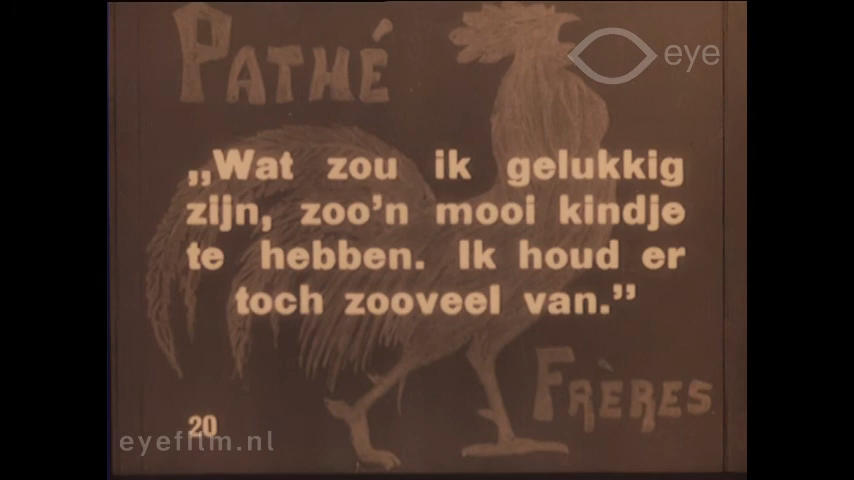 PATHÉ
eye
„Wat zou ik gelukkig
zijn, zoo’n mooi kindje
te hebben. Ik houd er
toch zooveel van.”
FRÈRES
20
eyefilm.nl